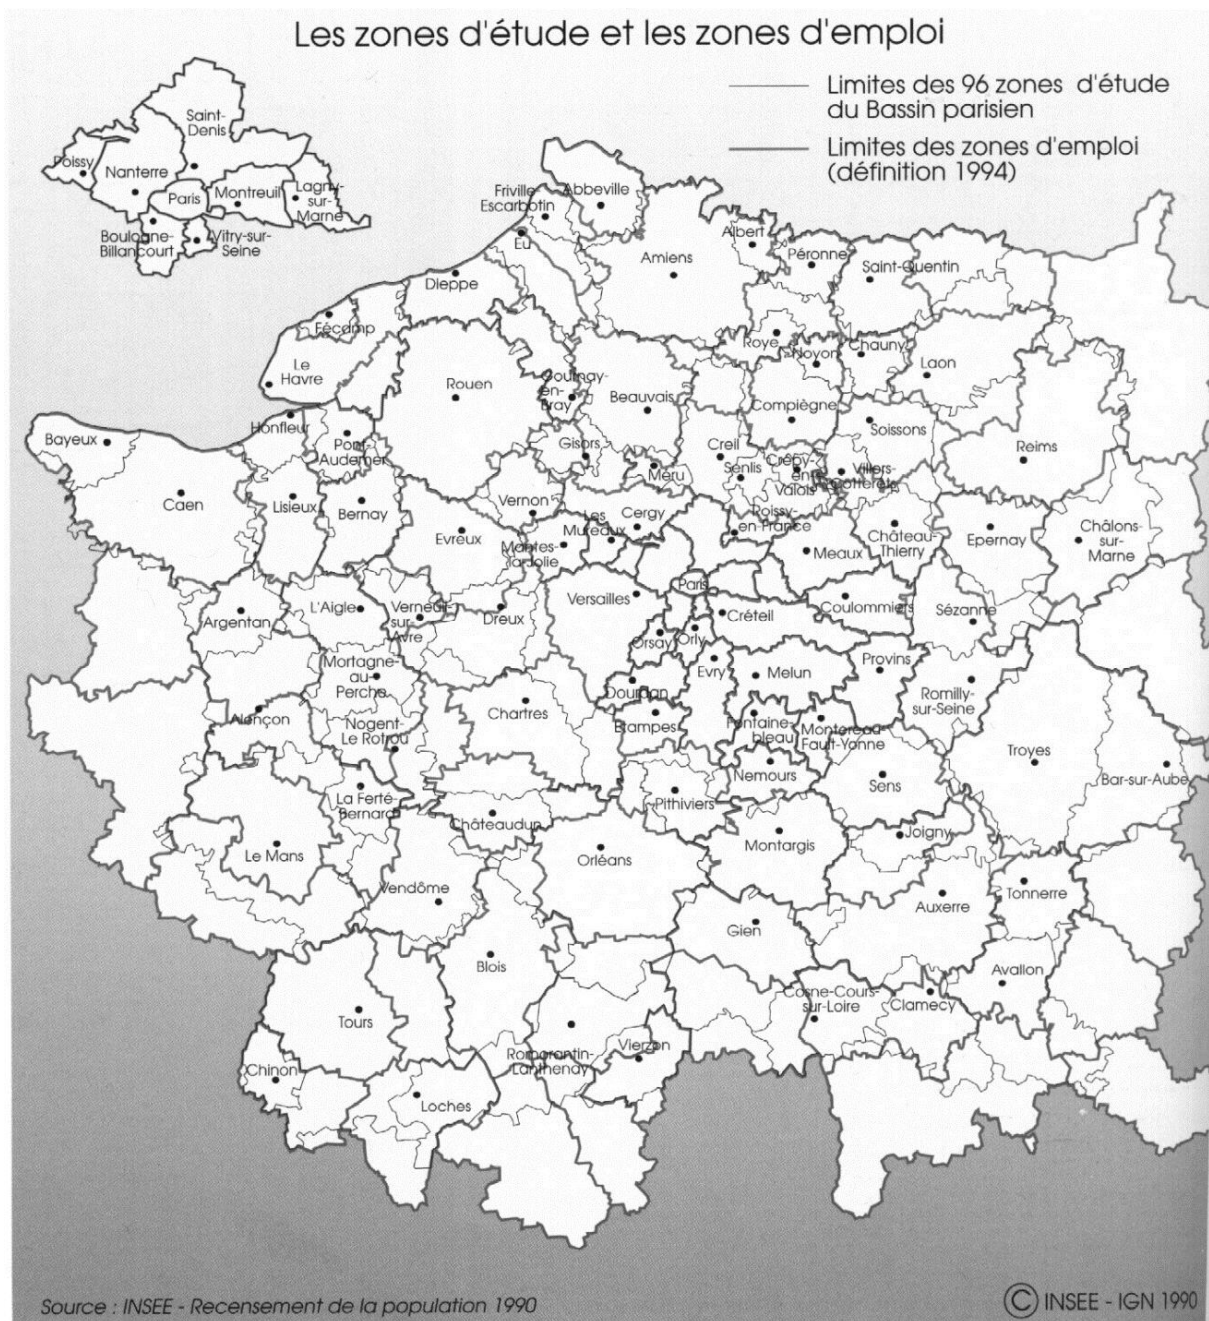 Les zones d'étude et les zones d'emploi
Limites des 96 zones d'étude
du Bassin parisien
Limites des zones d'emploi
(définition 1994)
Saint-
Denis
Poissy
Nanterre
Paris
Montreuil
Lagny-
sur-
Marne
Boulogne-
Billancourt
Vitry-sur-
Seine
Friville-
Escarbotin
Abbeville
Eu
Albert
Péronne
Amiens
Saint-Quentin
Dieppe
Fécamp
Roye
Noyon
Chauny
Laon
Le
Havre
Rouen
Gournay-
en-
Bray
Beauvais
Compiègne
Honfleur
Bayeux
Pont-
Audemer
Gisors
Creil
Senlis
Crépy-
en
Valois
Soissons
Villers-
Cotterêts
Reims
Méru
Caen
Lisieux
Bernay
Vernon
Cergy
Les
Mureaux
Roissy-
en-France
Evreux
Mantes-
la-Jolie
Meaux
Château-
Thierry
Epernay
Châlons-
sur-
Marne
Paris
Versailles
Argentan
L'Aigle
Verneuil-
sur-
Avre
Dreux
Créteil
Coulommiers
Sézanne
Orsay
Orly
Mortagne-
au-
Perche
Evry
Melun
Provins
Dourdan
Romilly-
sur-Seine
Chartres
Alençon
Nogent-
Le Rotrou
Etampes
Fontaine-
bleau
Montereau-
Fault-Yonne
Troyes
Bar-sur-Aube
Nemours
Sens
La Ferté-
Bernard
Pithiviers
Châteaudun
Joigny
Le Mans
Orléans
Montargis
Vendôme
Tonnerre
Auxerre
Gien
Blois
Avallon
Cosne-Cours-
sur-Loire
Clamecy
Tours
Romorantin-
Lanthenay
Vierzon
Chinon
Loches
Source : INSEE - Recensement de la population 1990
© INSEE - IGN 1990